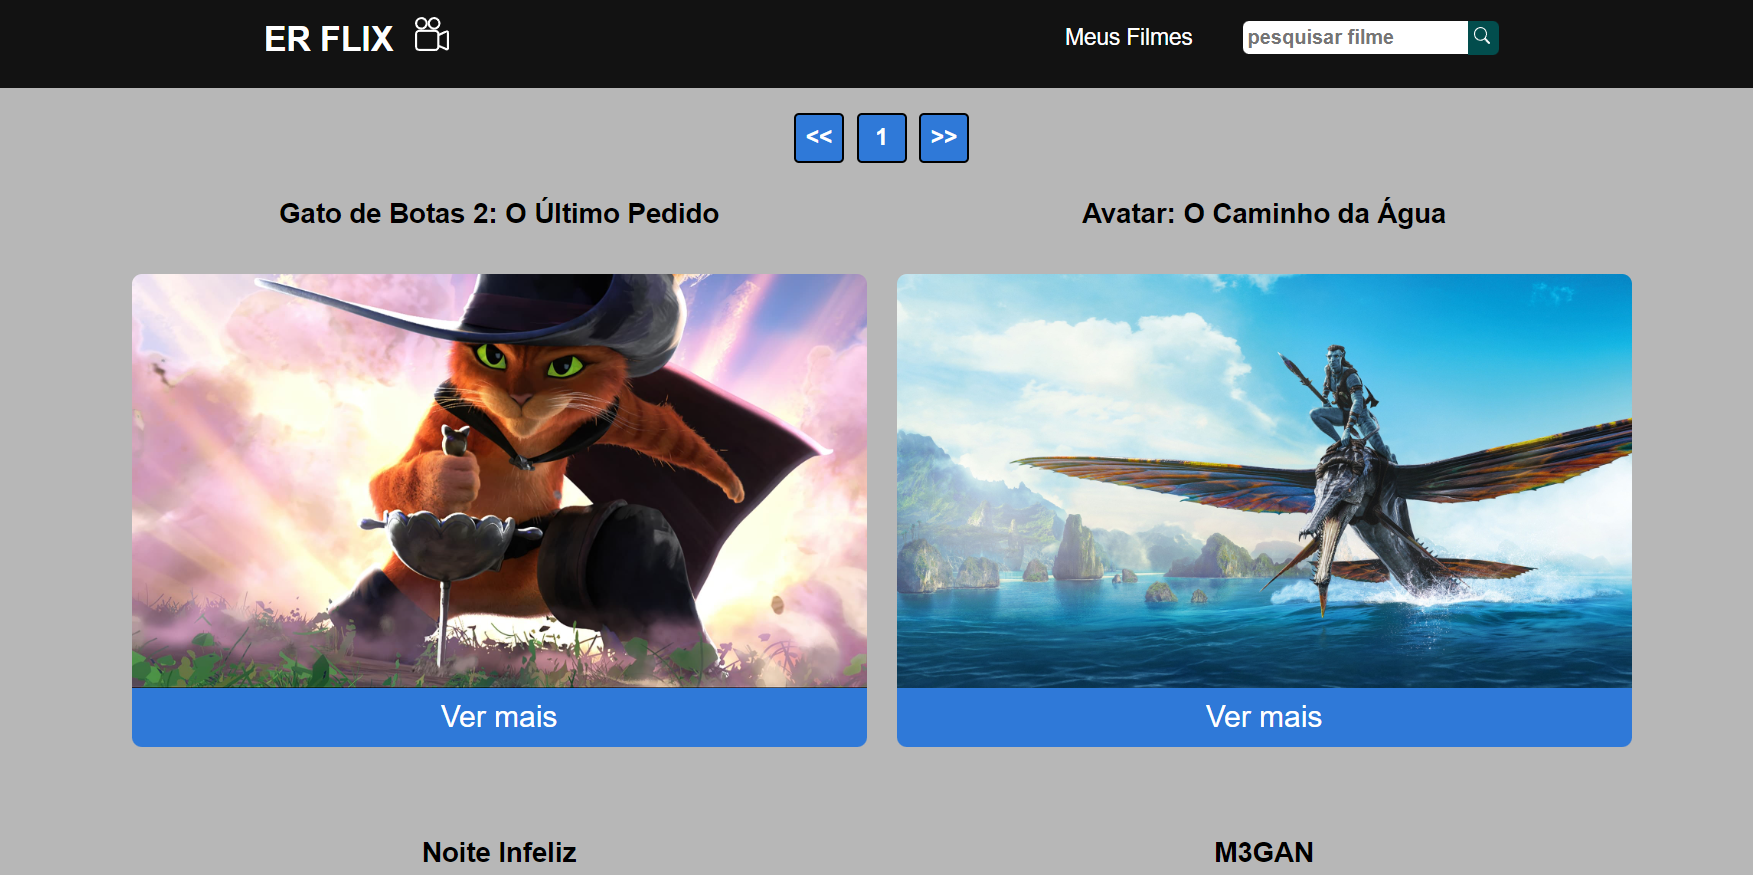 ER FLIX
Meus Filmes
pesquisar filme
<< 1 >>
Gato de Botas 2: O Último Pedido
Avatar: O Caminho da Água
Ver mais
Ver mais
Noite Infeliz
M3GAN